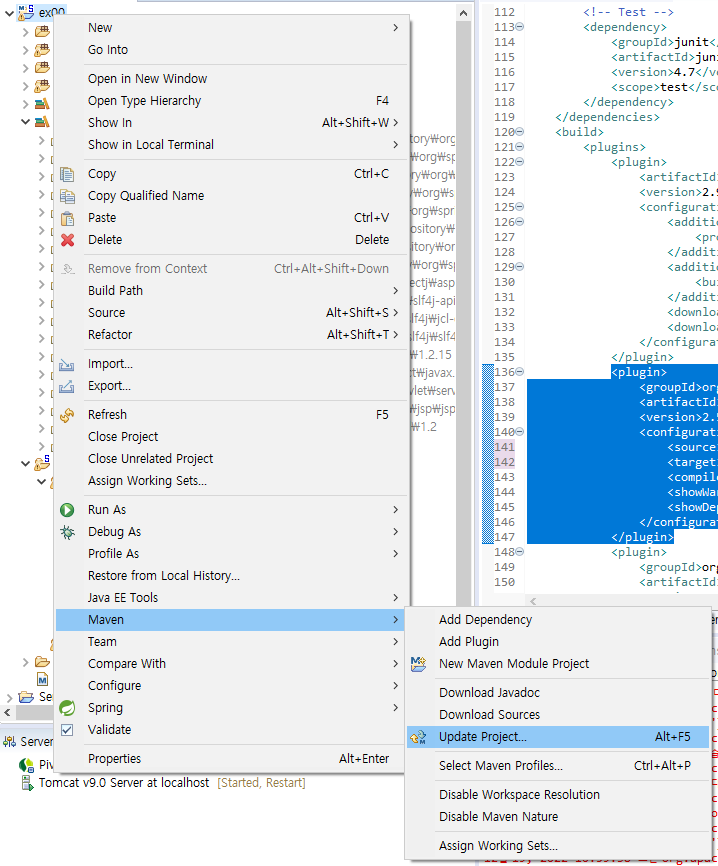 ex00
New
Go Into
Open in New Window
Open Type Hierarchy F4
Show In Alt+Shift+W
Show in Local Terminal
Copy Ctrl+C
Copy Qualified Name
Paste Ctrl+V
Delete Delete
Remove from Context Ctrl+Alt+Shift+Down
Build Path
Source Alt+Shift+S
Refactor Alt+Shift+T
Import...
Export...
Refresh F5
Close Project
Close Unrelated Project
Assign Working Sets...
Run As
Debug As
Profile As
Restore from Local History...
Java EE Tools
Maven
Team
Compare With
Configure
Spring
Validate
Properties Alt+Enter
Add Dependency
Add Plugin
New Maven Module Project
Download Javadoc
Download Sources
Update Project... Alt+F5
Select Maven Profiles... Ctrl+Alt+P
Disable Workspace Resolution
Disable Maven Nature
Assign Working Sets...
Server
Tomcat v9.0 Server at localhost [Started, Restart]
112 <!-- Test -->
113 <dependency>
114 <groupId>junit</
115 <artifactId>juni
116 <version>4.7</ve
117 <scope>test</sco
118 </dependency>
119 </dependencies>
120 <build>
121 <plugins>
122 <plugin>
123 <artifactId
124 <version>2.9
125 <configurati
126 <additio
127 <pro
128 </additi
129 <additio
130 <bui
131 </additi
132 <downloa
133 <downloa
134 </configurat
135 </plugin>
136 <plugin>
137 <groupId>org
138 <artifactId
139 <version>2.5
140 <configurati
141 <source
142 <target
143 <compile
144 <showWar
145 <showDep
146 </configurat
147 </plugin>
148 <plugin>
149 <groupId>org
150 <artifactId